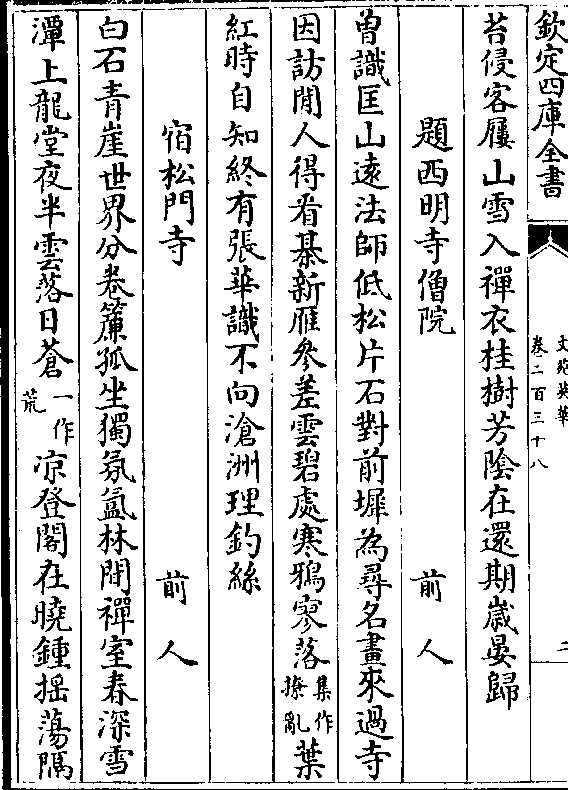 欽定四庫全書
文苑英華
卷二百三十八
二
苔侵客屨山雪入禪衣桂樹芳陰在還期歳晏歸
題西明寺僧院
前人
曽識匡山遠法師低松片石對前墀為尋名畫來過寺
因訪閒人得看棊新雁參差雲碧處寒鴉寥落集作撩亂葉
紅時自知終有張華識不向滄洲理釣絲
宿松門寺
前人
白石青崖世界分卷簾孤坐獨氛氲林間禪室春深雪
潭上龍堂夜半雲落日蒼一作荒凉登閣在曉鍾揺蕩隔